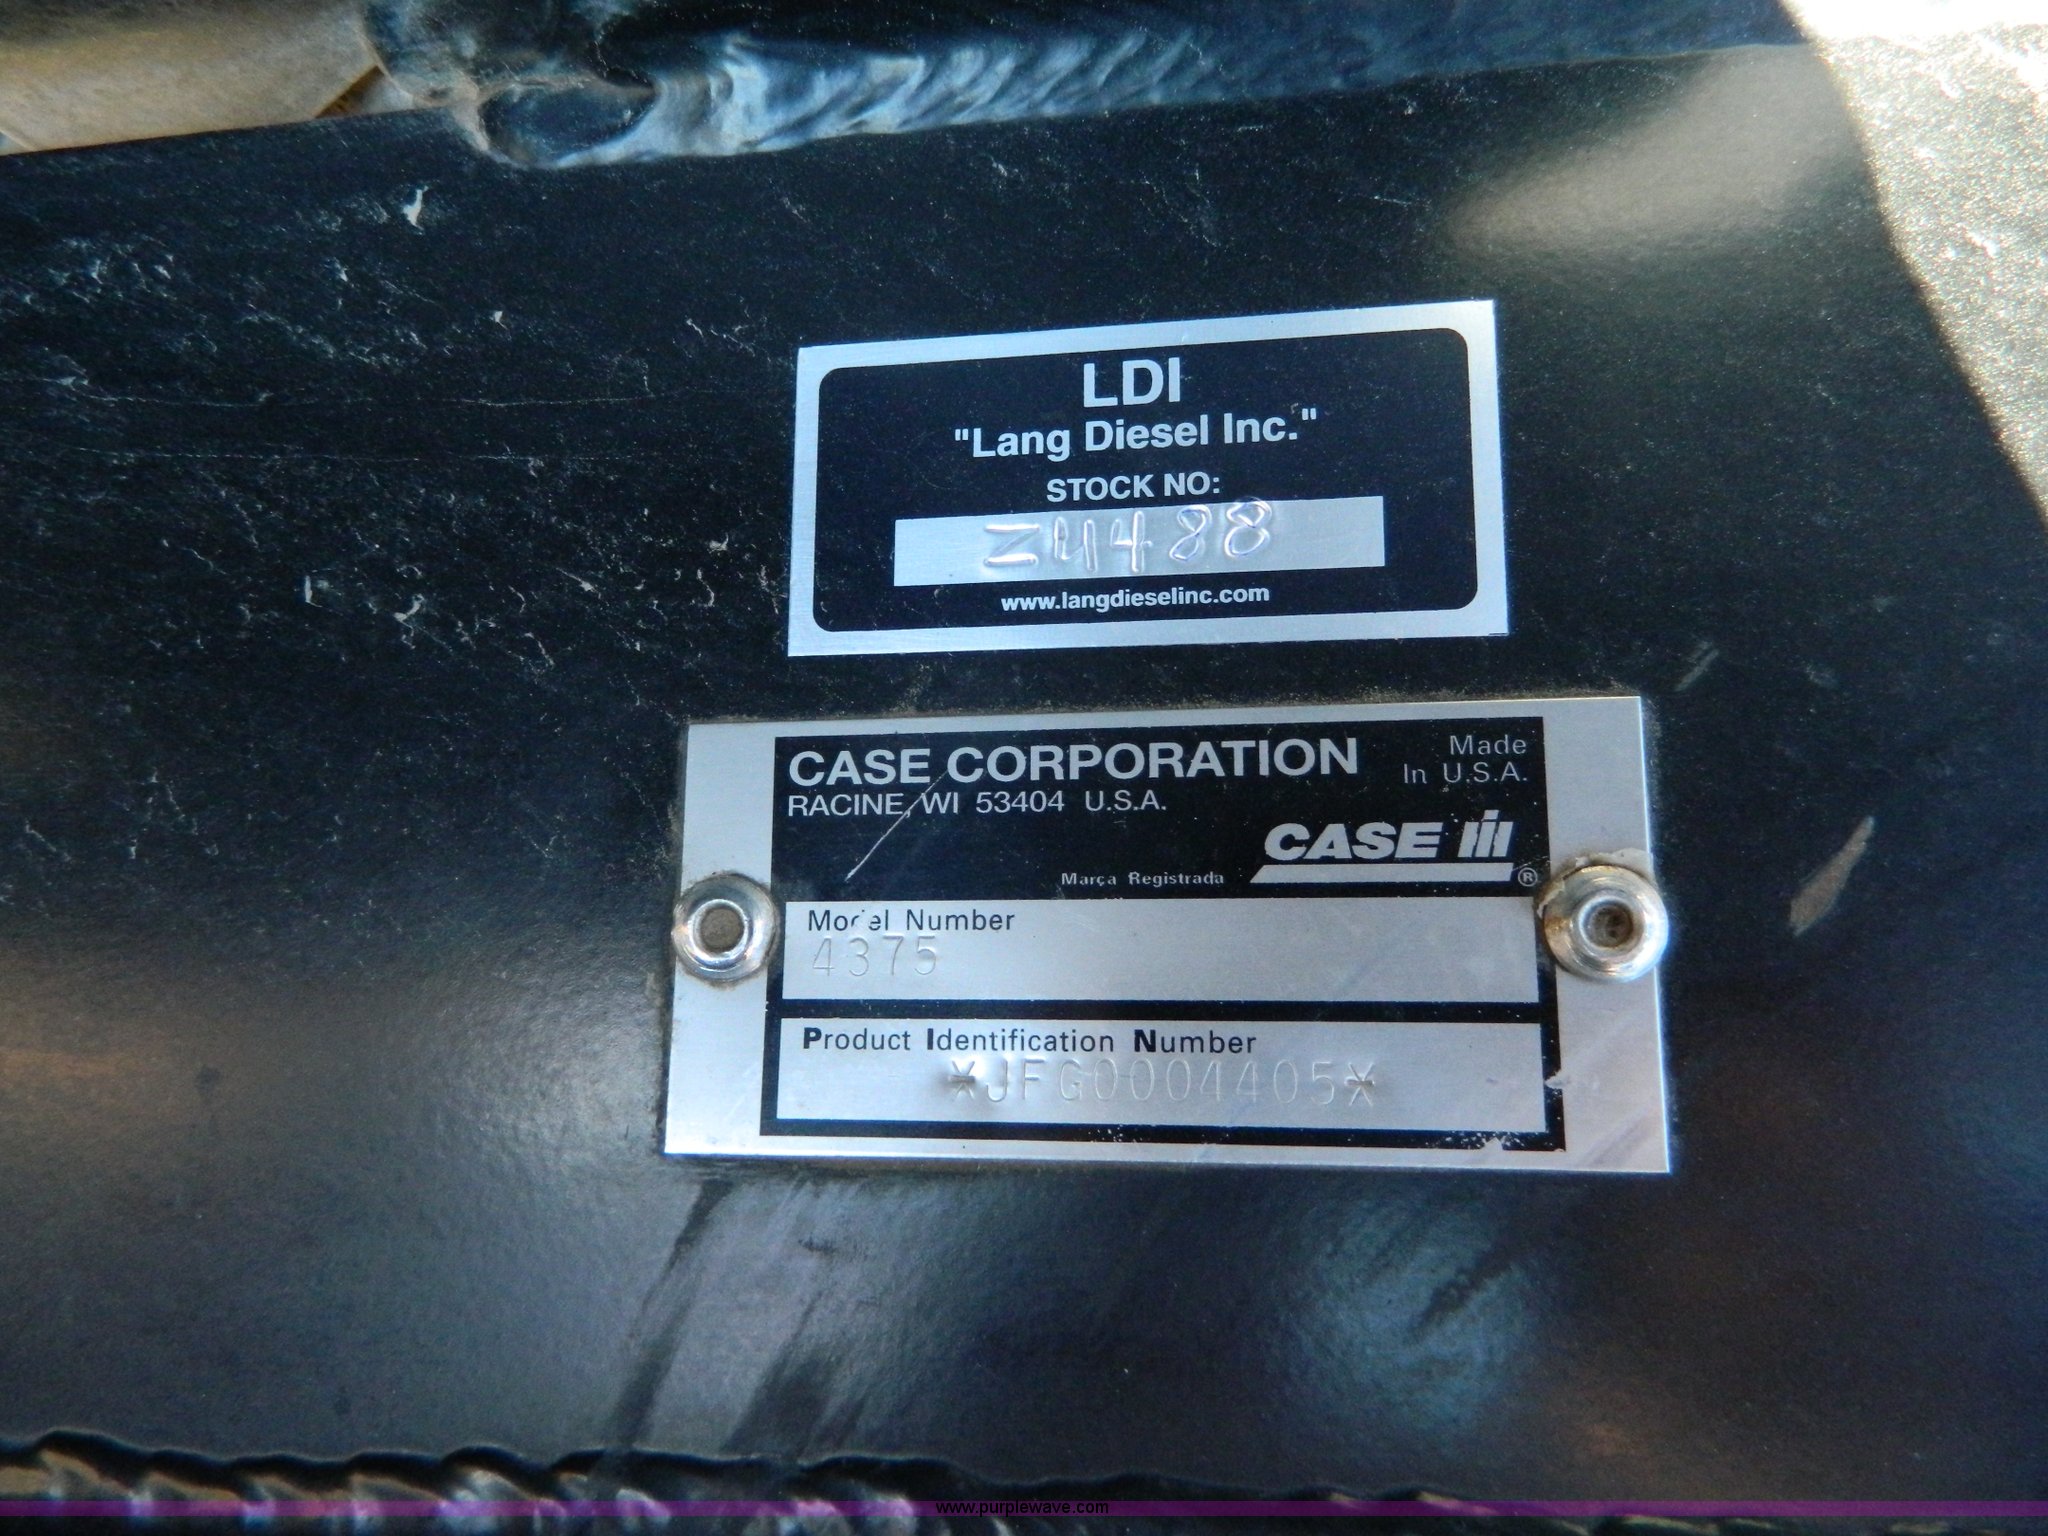 LDI
"Lang Diesel Inc."
STOCK NO:
Z4488
www.langdieselinc.com
CASE CORPORATION
Made
In U.S.A.
RACINE, WI 53404 U.S.A.
CASE IH
Marça Registrada ®
Model Number
4375
Product Identification Number
*JFG0004405*
www.purplewave.com